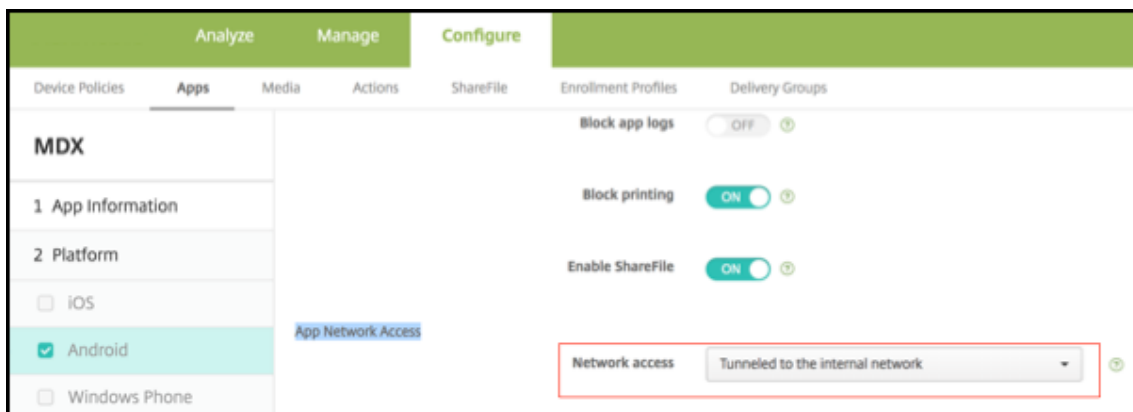 Analyze Manage Configure
Device Policies Apps Media Actions ShareFile Enrollment Profiles Delivery Groups
MDX
1 App Information
2 Platform
iOS
Android
Windows Phone
Block app logs OFF
Block printing ON
Enable ShareFile ON
App Network Access
Network access Tunneled to the internal network